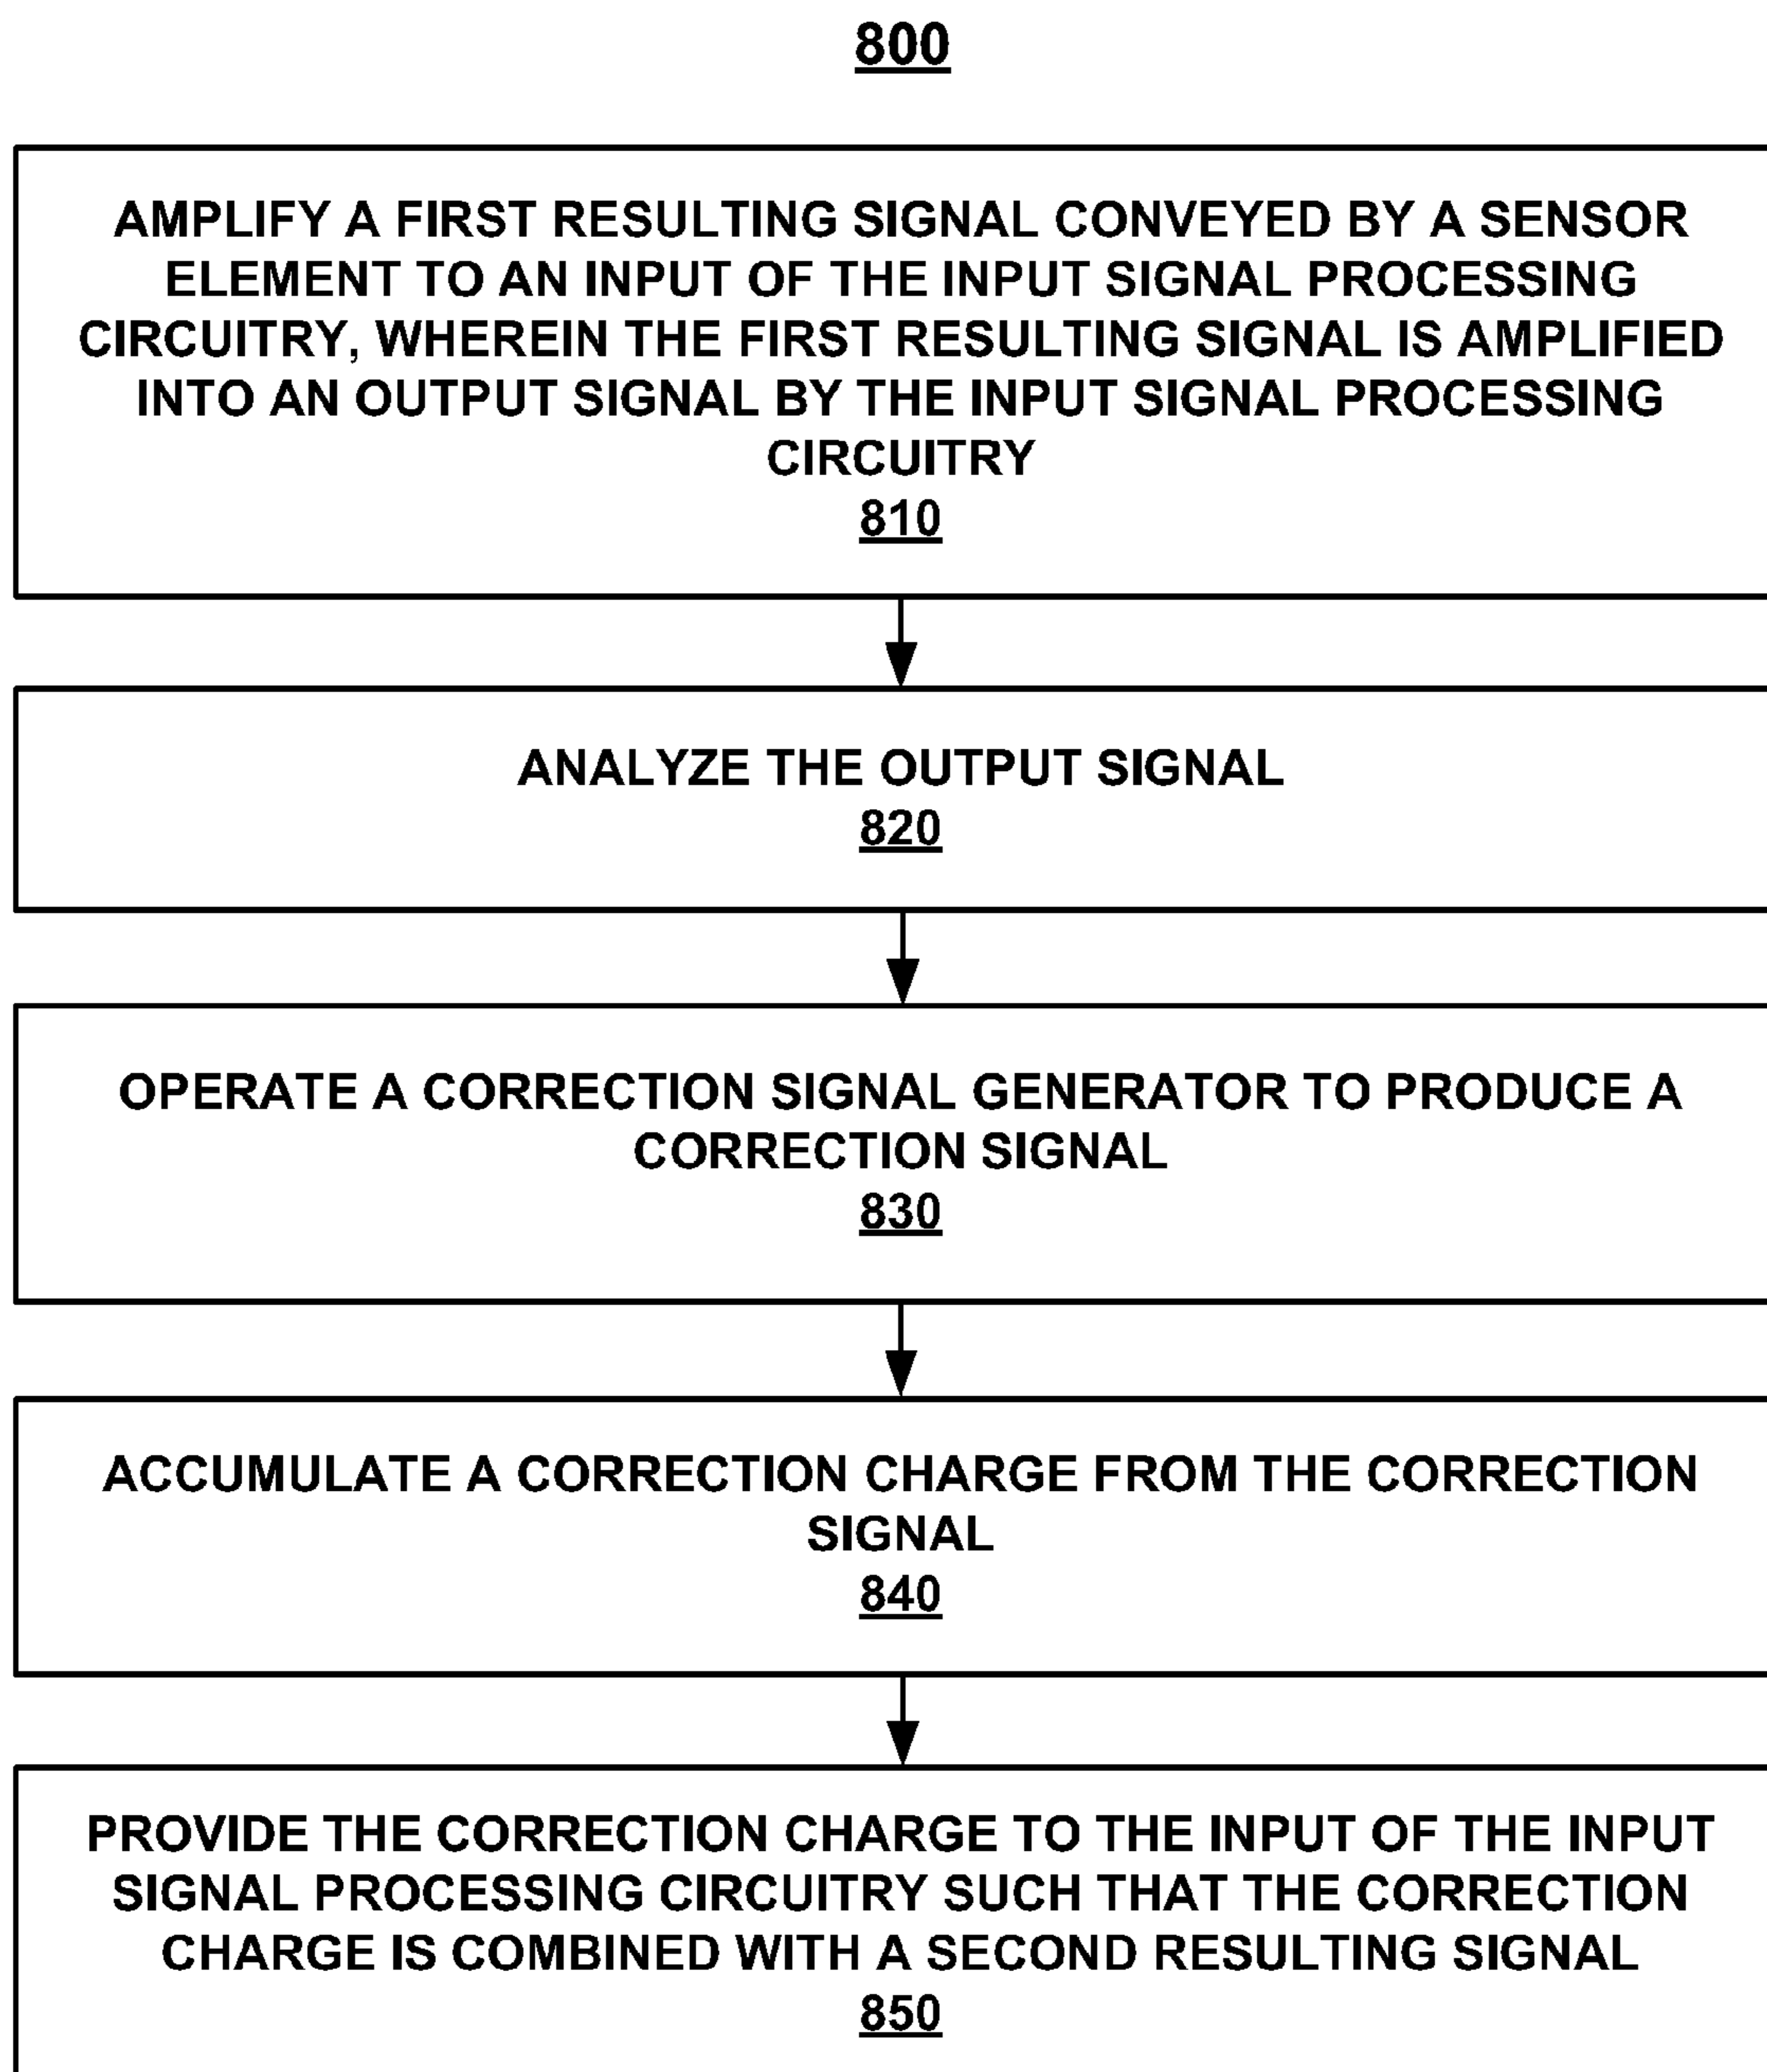 800
AMPLIFY A FIRST RESULTING SIGNAL CONVEYED BY A SENSOR
ELEMENT TO AN INPUT OF THE INPUT SIGNAL PROCESSING
CIRCUITRY, WHEREIN THE FIRST RESULTING SIGNAL IS AMPLIFIED
INTO AN OUTPUT SIGNAL BY THE INPUT SIGNAL PROCESSING
CIRCUITRY
810
ANALYZE THE OUTPUT SIGNAL
820
OPERATE A CORRECTION SIGNAL GENERATOR TO PRODUCE A
CORRECTION SIGNAL
830
ACCUMULATE A CORRECTION CHARGE FROM THE CORRECTION
SIGNAL
840
PROVIDE THE CORRECTION CHARGE TO THE INPUT OF THE INPUT
SIGNAL PROCESSING CIRCUITRY SUCH THAT THE CORRECTION
CHARGE IS COMBINED WITH A SECOND RESULTING SIGNAL
850